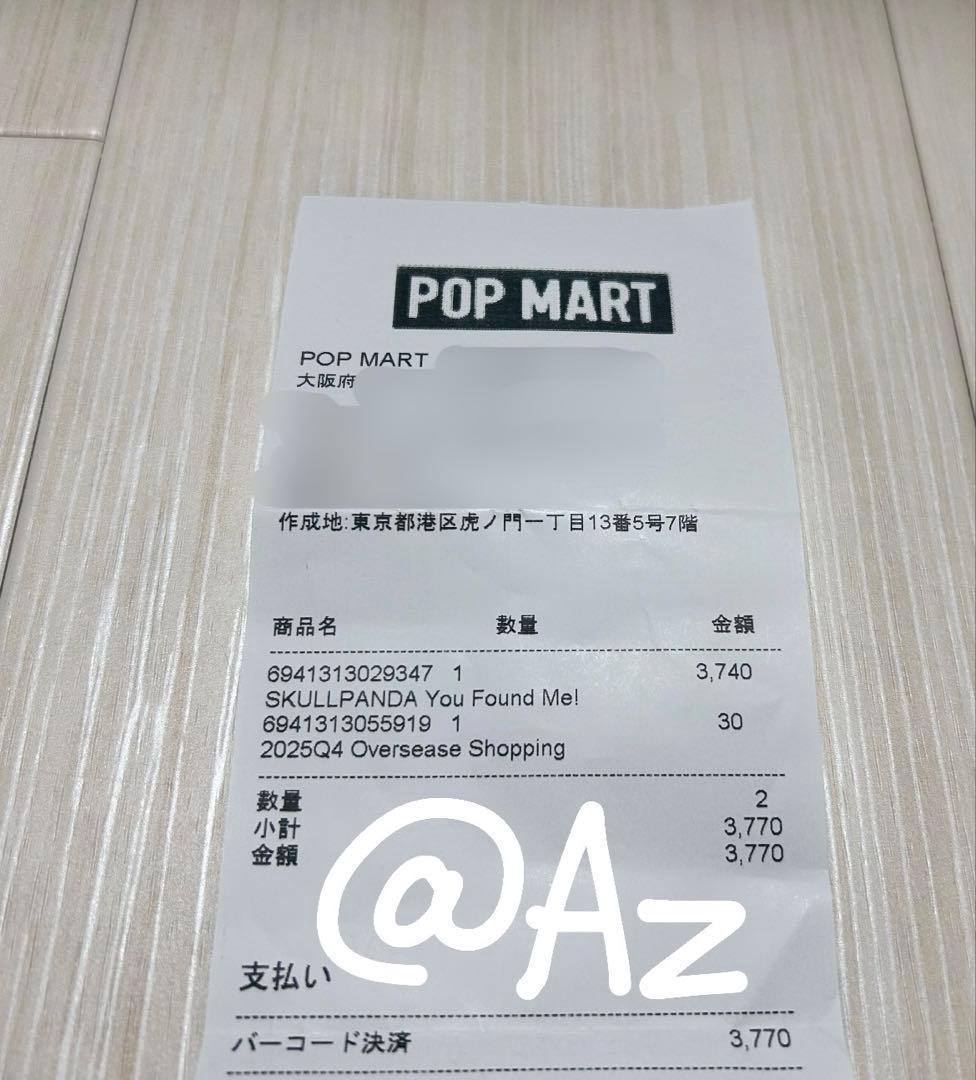 POP MART
POP MART
大阪府
作成地:東京都港区虎ノ門一丁目13番5号7階
商品名 数量 金額
6941313029347 1 3,740
SKULLPANDA You Found Me!
6941313055919 1 30
2025Q4 Oversease Shopping
数量 2
小計 3,770
金額 3,770
@Az
支払い
バーコード決済 3,770